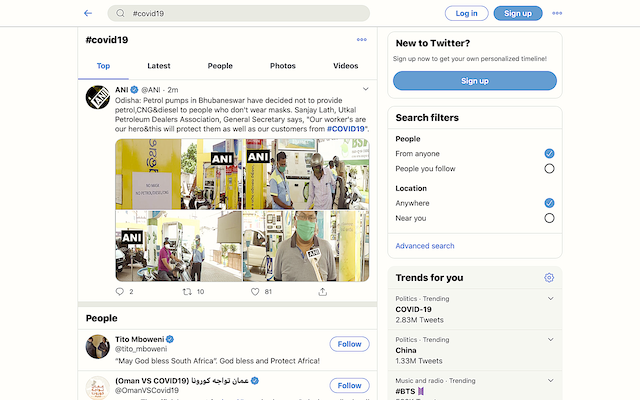 #covid19
Log in
Sign up
#covid19
Top
Latest
People
Photos
Videos
ANI @ANI · 2m
Odisha: Petrol pumps in Bhubaneswar have decided not to provide
petrol,CNG&diesel to people who don't wear masks. Sanjay Lath, Utkal
Petroleum Dealers Association, General Secretary says, "Our worker's are
our hero&this will protect them as well as our customers from #COVID19".
ANI
ANI
ANI
ANI
2
10
81
People
Tito Mboweni
@tito_mboweni
Follow
"May God bless South Africa". God bless and Protect Africa!
عمان تواجه كورونا (Oman VS COVID19)
@OmanVSCovid19
Follow
New to Twitter?
Sign up now to get your own personalized timeline!
Sign up
Search filters
People
From anyone
People you follow
Location
Anywhere
Near you
Advanced search
Trends for you
Politics · Trending
COVID-19
2.83M Tweets
Politics · Trending
China
1.33M Tweets
Music and radio · Trending
#BTS